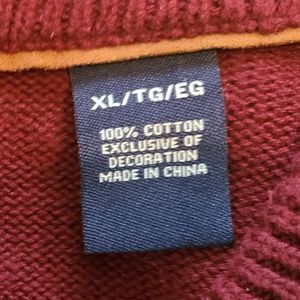 XL/TG/EG
100% COTTON
EXCLUSIVE OF
DECORATION
MADE IN CHINA